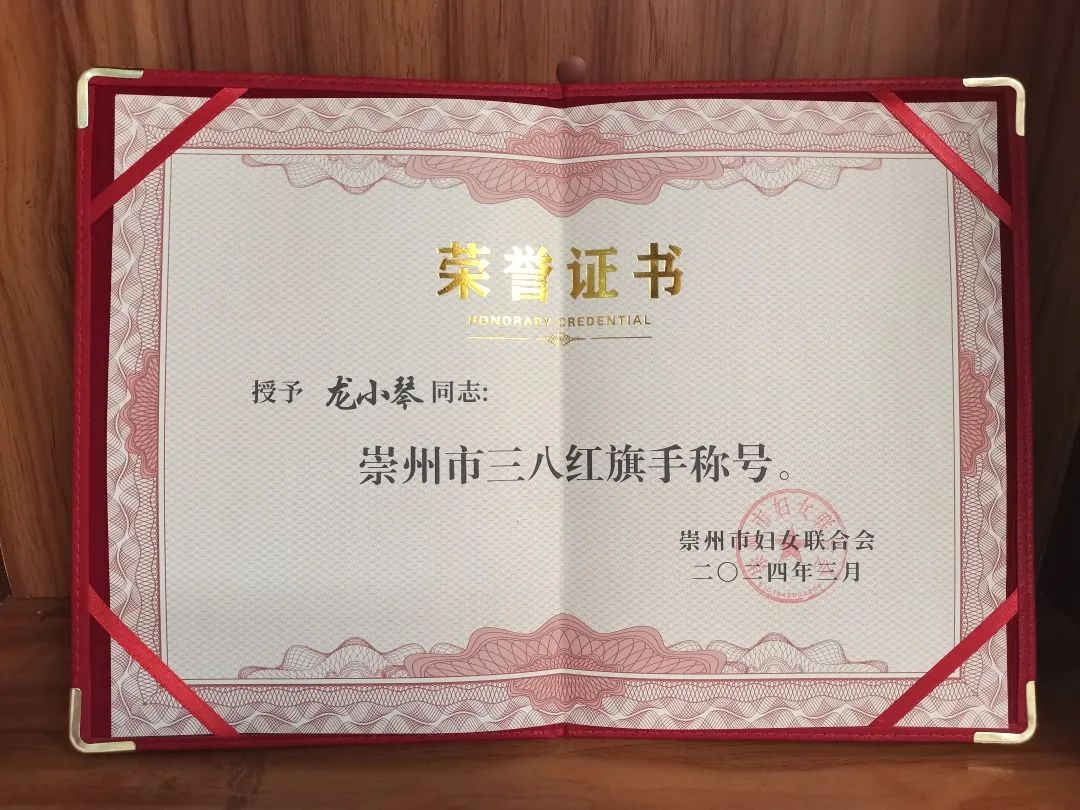 荣誉证书
HONORARY CREDENTIAL
授予 龙小琴 同志:
崇州市三八红旗手称号。
崇州市妇女联合会
二〇二四年三月